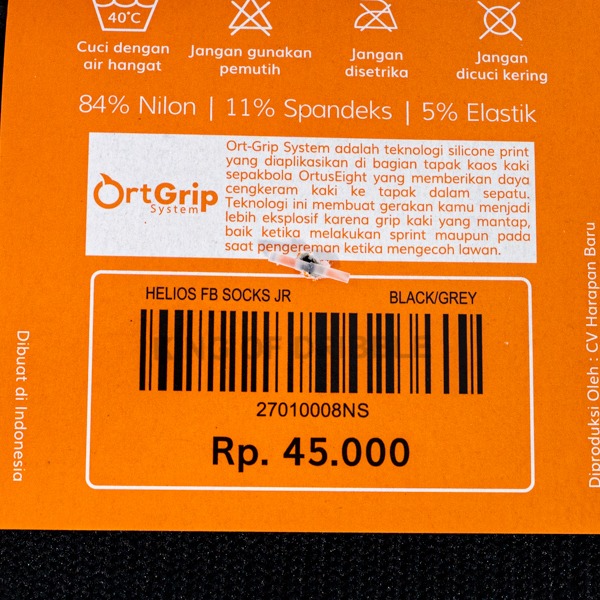 40°C
Cuci dengan
air hangat
Jangan gunakan
pemutih
Jangan
disetrika
Jangan
dicuci kering
84% Nilon | 11% Spandeks | 5% Elastik
OrtGrip
System
Ort-Grip System adalah teknologi silicone print
yang diaplikasikan di bagian tapak kaos kaki
sepakbola OrtusEight yang memberikan daya
cengkeram kaki ke tapak dalam sepatu.
Teknologi ini membuat gerakan kamu menjadi
lebih eksplosif karena grip kaki yang mantap,
baik ketika melakukan sprint maupun pada
saat pengereman ketika mengecoh lawan.
HELIOS FB SOCKS JR
BLACK/GREY
KING OF DRIBBLE
27010008NS
Rp. 45.000
Dibuat di Indonesia
Diproduksi Oleh : CV Harapan Baru